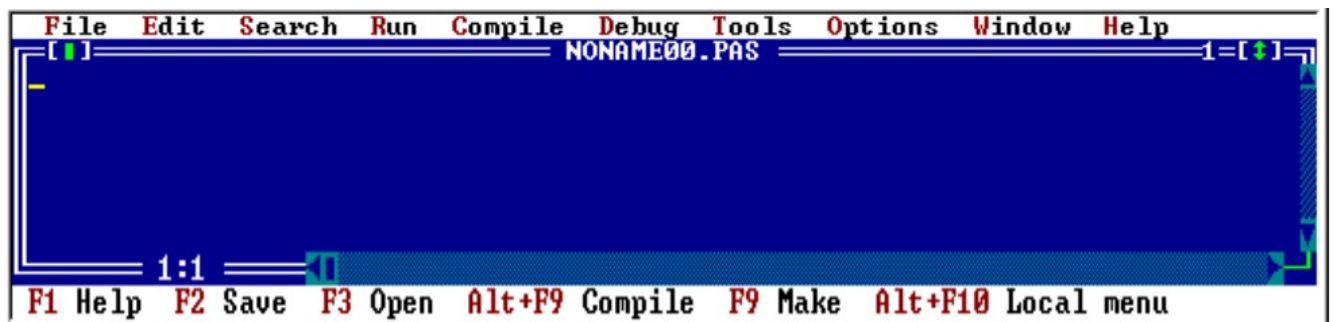 File Edit Search Run Compile Debug Tools Options Window Help
[▮] NONAME00.PAS 1=[↕]
1:1
F1 Help F2 Save F3 Open Alt+F9 Compile F9 Make Alt+F10 Local menu